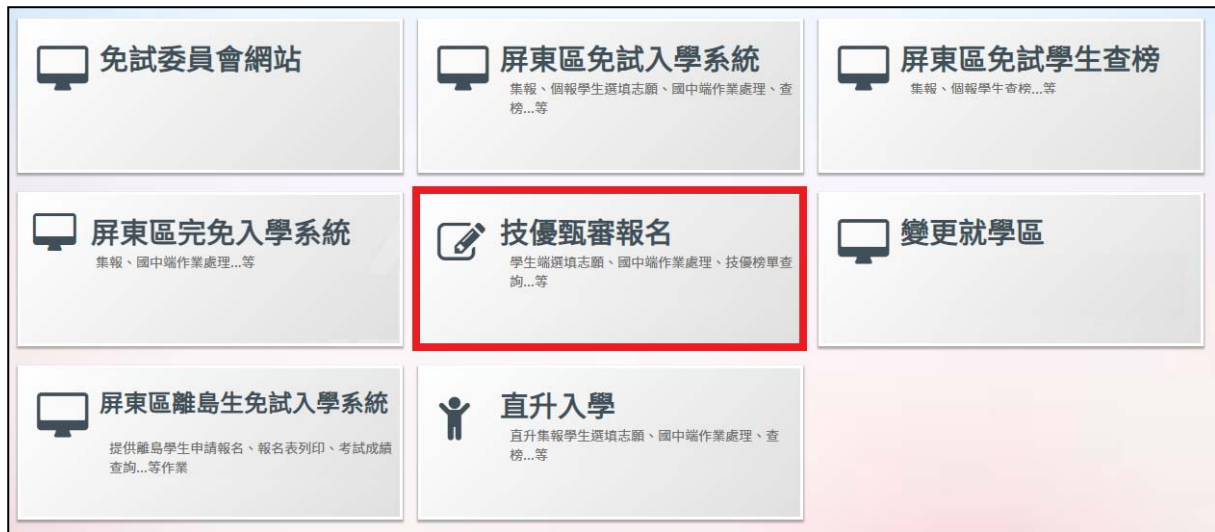 免試委員會網站
屏東區免試入學系統
集報、個報學生選填志願、國中端作業處理、查
榜...等
屏東區免試學生查榜
集報、個報學生查榜...等
屏東區完免入學系統
集報、國中端作業處理...等
技優甄審報名
學生端選填志願、國中端作業處理、技優榜單查
詢...等
變更就學區
屏東區離島生免試入學系統
提供離島學生申請報名、報名表列印、考試成績
查詢...等作業
直升入學
直升集報學生選填志願、國中端作業處理、查
榜...等